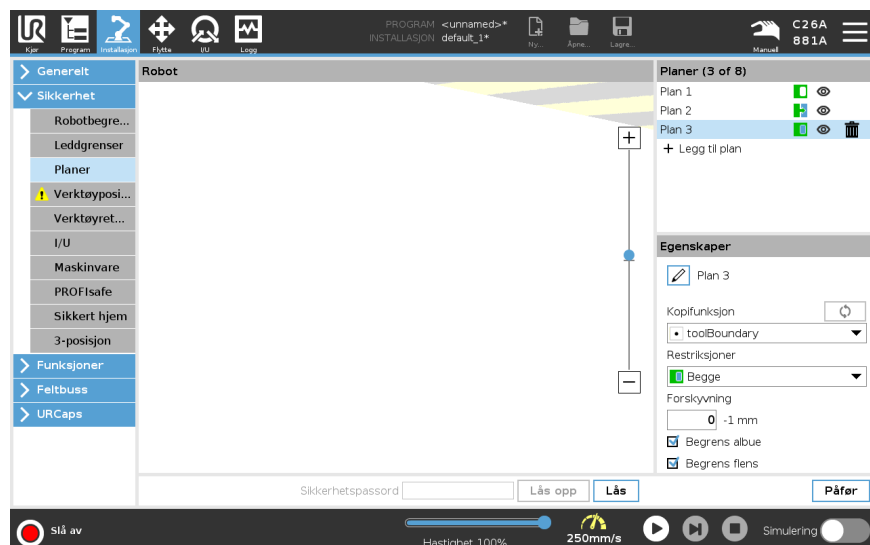 PROGRAM <unnamed>*
INSTALLASJON default_1*
Kjør Program Installasjon Flytte I/U Logg
Ny... Åpne... Lagre...
Manuell
C26A
881A
Generelt
Sikkerhet
Robotbegre...
Leddgrenser
Planer
Verktøyposi...
Verktøyret...
I/U
Maskinvare
PROFIsafe
Sikkert hjem
3-posisjon
Funksjoner
Feltbuss
URCaps
Robot
Planer (3 of 8)
Plan 1
Plan 2
Plan 3
+ Legg til plan
Egenskaper
Plan 3
Kopifunksjon
toolBoundary
Restriksjoner
Begge
Forskyvning
0 -1 mm
Begrens albue
Begrens flens
Sikkerhetspassord Lås opp Lås Påfør
Slå av
Hastighet 100%
250mm/s
Simulering